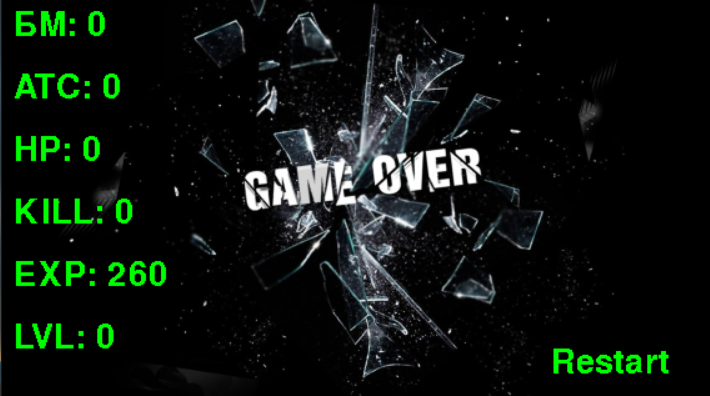 БМ: 0
АТС: 0
HP: 0
KILL: 0
EXP: 260
LVL: 0
GAME OVER
Restart